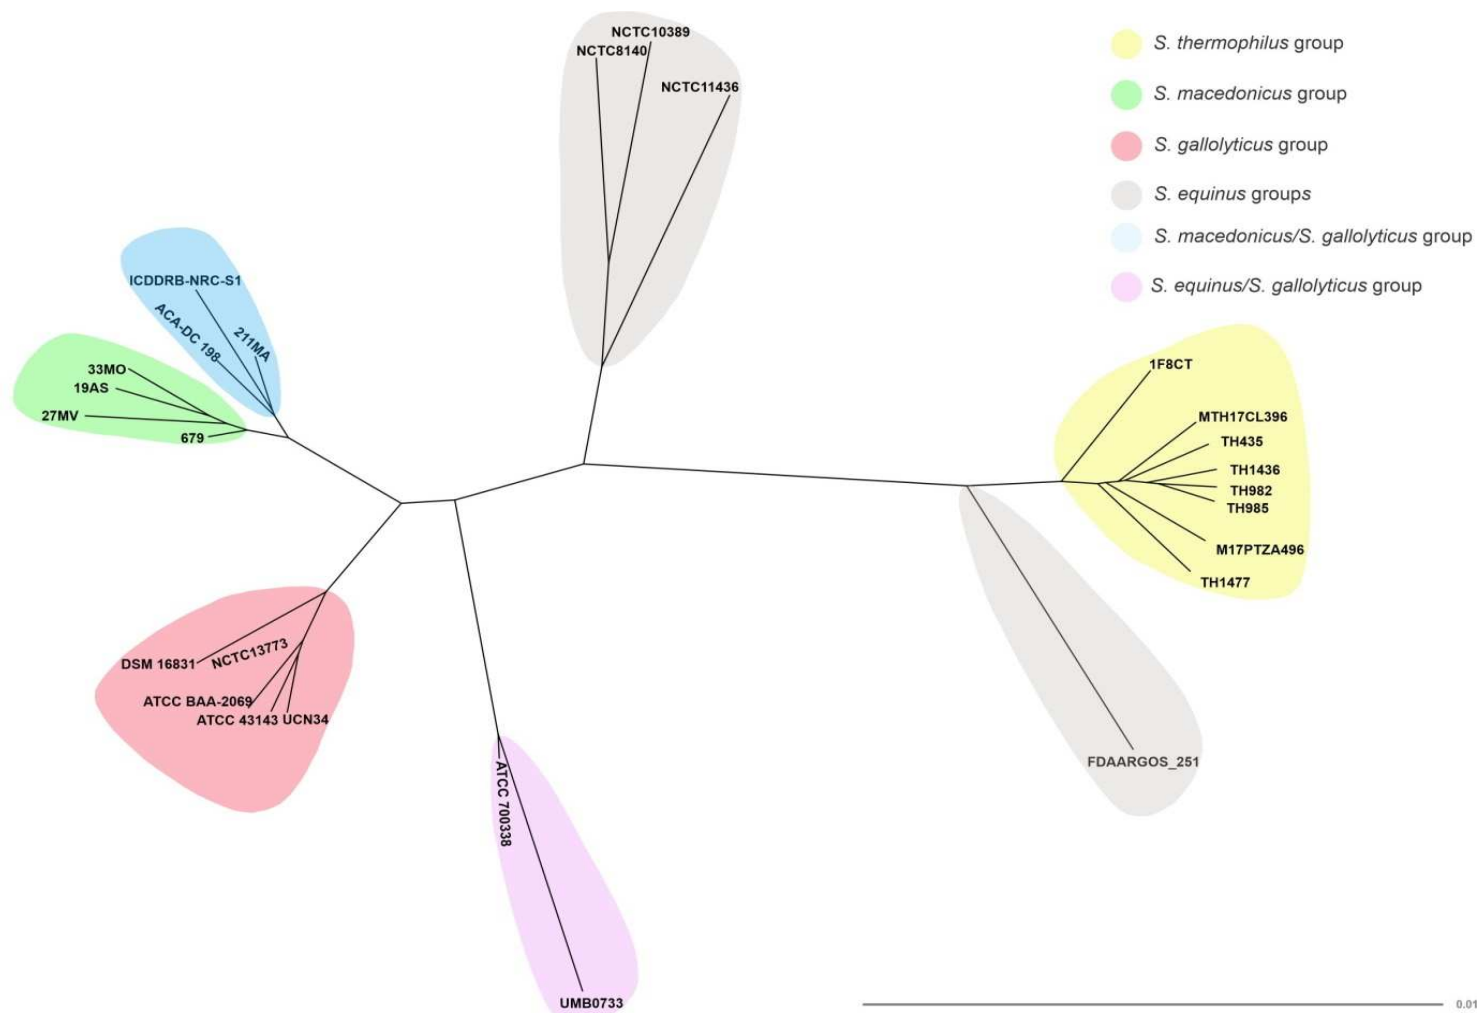 NCTC10389
NCTC8140
NCTC11436
S. thermophilus group
S. macedonicus group
S. gallolyticus group
S. equinus groups
S. macedonicus/S. gallolyticus group
S. equinus/S. gallolyticus group
ICDDRB-NRC-S1
ACA-DC 198
211MA
33MO
19AS
27MV
679
1F8CT
MTH17CL396
TH435
TH1436
TH982
TH985
M17PTZA496
TH1477
DSM 16831
NCTC13773
ATCC BAA-2069
ATCC 43143
UCN34
ATCC 700338
FDAARGOS_251
UMB0733
0.01